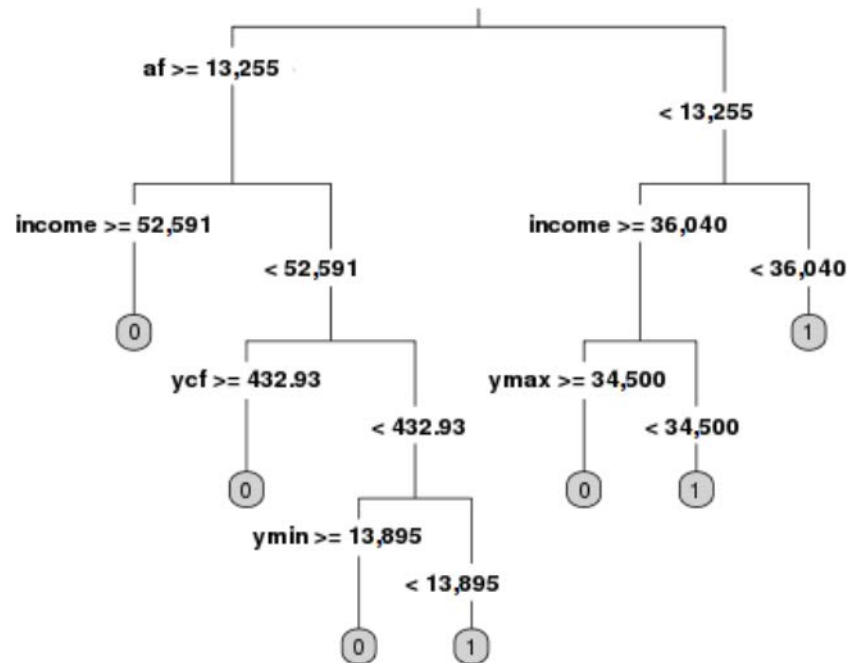 af >= 13,255
< 13,255
income >= 52,591
income >= 36,040
< 52,591
< 36,040
0
1
ycf >= 432.93
ymax >= 34,500
< 432.93
< 34,500
0
0
1
ymin >= 13,895
< 13,895
0
1